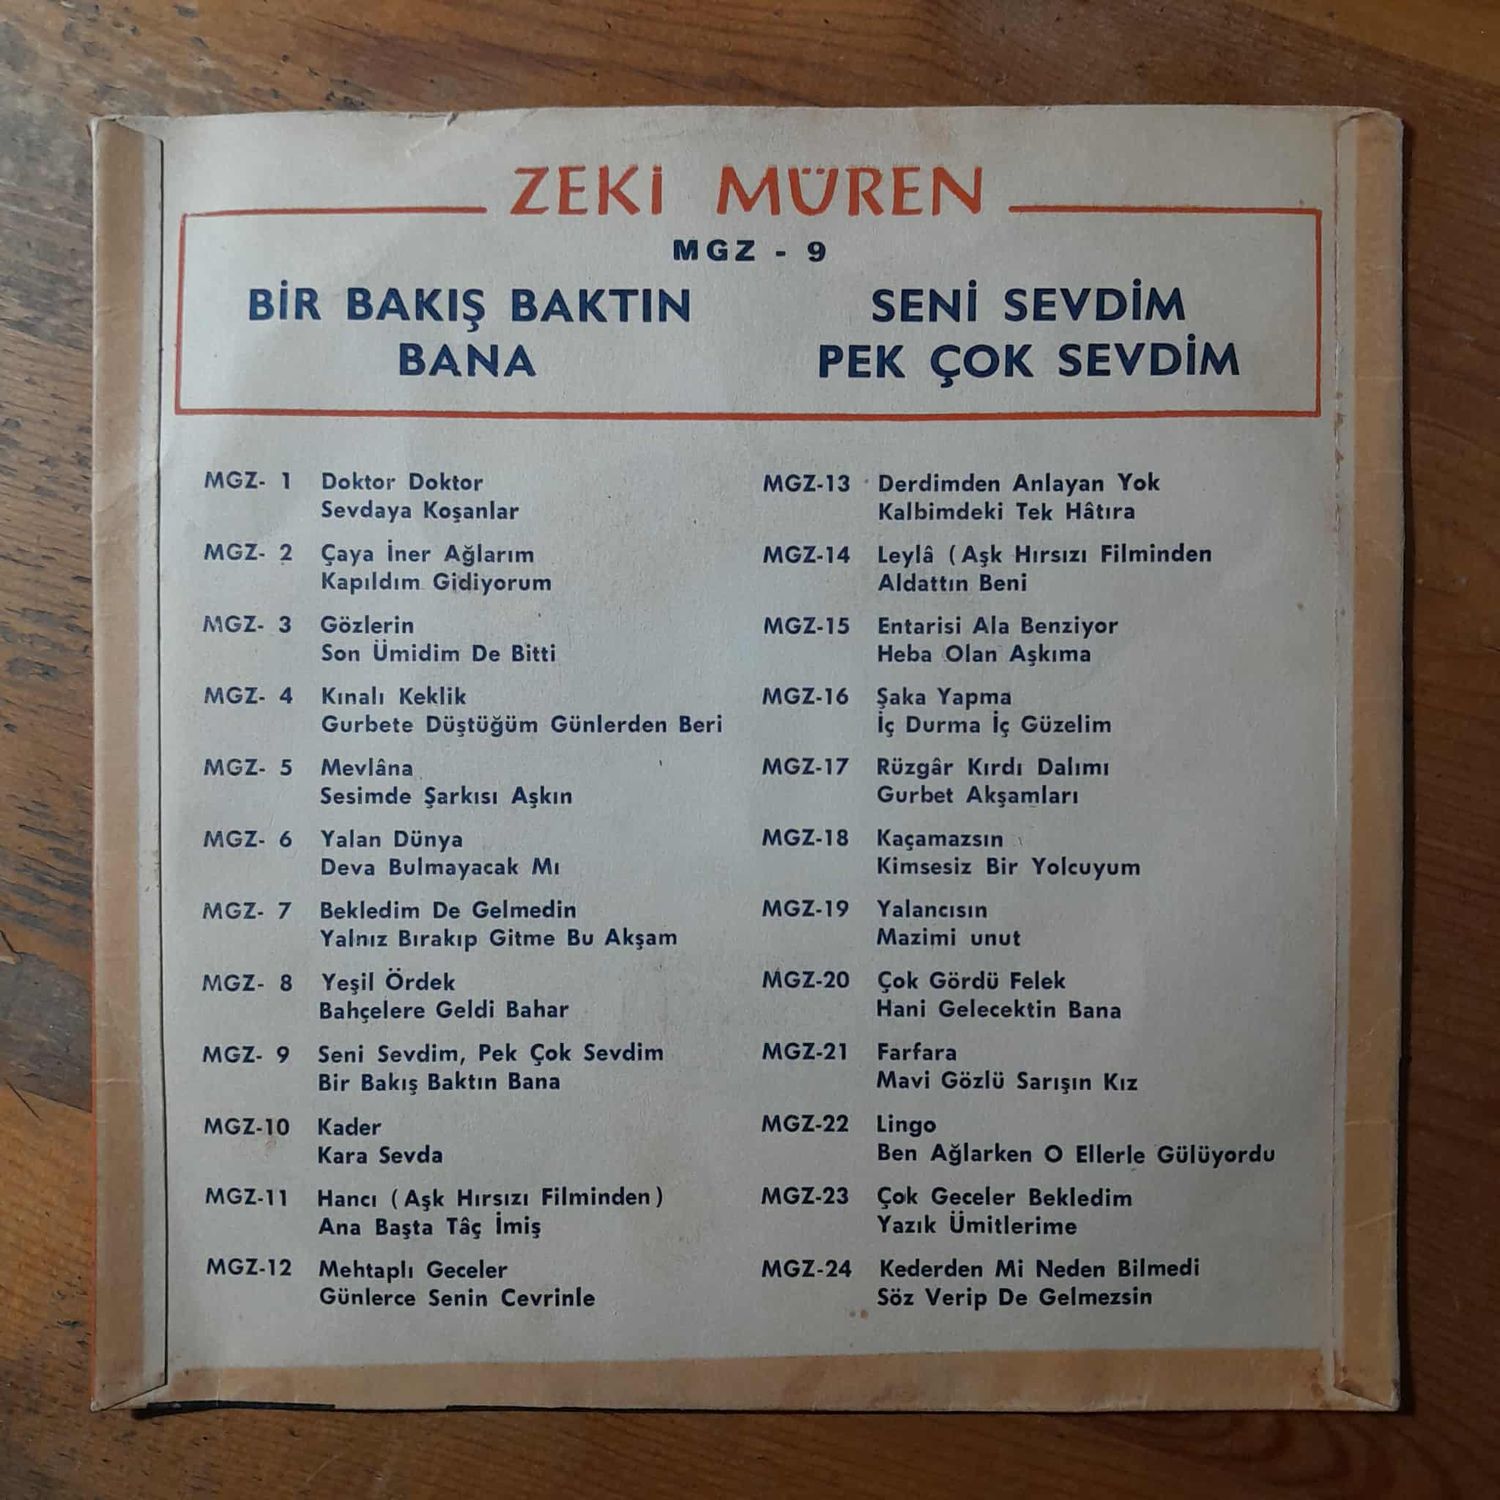 ZEKİ MÜREN
MGZ - 9
BİR BAKIŞ BAKTIN
BANA
SENİ SEVDİM
PEK ÇOK SEVDİM
MGZ- 1 Doktor Doktor
Sevdaya Koşanlar
MGZ- 2 Çaya İner Ağlarım
Kapıldım Gidiyorum
MGZ- 3 Gözlerin
Son Ümidim De Bitti
MGZ- 4 Kınalı Keklik
Gurbete Düştüğüm Günlerden Beri
MGZ- 5 Mevlâna
Sesimde Şarkısı Aşkın
MGZ- 6 Yalan Dünya
Deva Bulmayacak Mı
MGZ- 7 Bekledim De Gelmedin
Yalnız Bırakıp Gitme Bu Akşam
MGZ- 8 Yeşil Ördek
Bahçelere Geldi Bahar
MGZ- 9 Seni Sevdim, Pek Çok Sevdim
Bir Bakış Baktın Bana
MGZ-10 Kader
Kara Sevda
MGZ-11 Hancı (Aşk Hırsızı Filminden)
Ana Başta Tâç İmiş
MGZ-12 Mehtaplı Geceler
Günlerce Senin Cevrinle
MGZ-13 Derdimden Anlayan Yok
Kalbimdeki Tek Hâtıra
MGZ-14 Leylâ (Aşk Hırsızı Filminden
Aldattın Beni
MGZ-15 Entarisi Ala Benziyor
Heba Olan Aşkıma
MGZ-16 Şaka Yapma
İç Durma İç Güzelim
MGZ-17 Rüzgâr Kırdı Dalımı
Gurbet Akşamları
MGZ-18 Kaçamazsın
Kimsesiz Bir Yolcuyum
MGZ-19 Yalancısın
Mazimi unut
MGZ-20 Çok Gördü Felek
Hani Gelecektin Bana
MGZ-21 Farfara
Mavi Gözlü Sarışın Kız
MGZ-22 Lingo
Ben Ağlarken O Ellerle Gülüyordu
MGZ-23 Çok Geceler Bekledim
Yazık Ümitlerime
MGZ-24 Kederden Mi Neden Bilmedi
Söz Verip De Gelmezsin